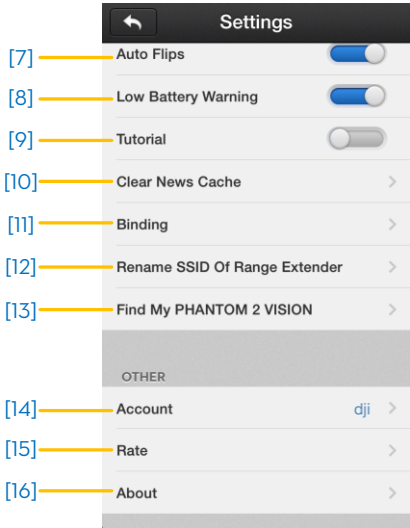 Settings
[7] Auto Flips
[8] Low Battery Warning
[9] Tutorial
[10] Clear News Cache
[11] Binding
[12] Rename SSID Of Range Extender
[13] Find My PHANTOM 2 VISION
OTHER
[14] Account dji
[15] Rate
[16] About